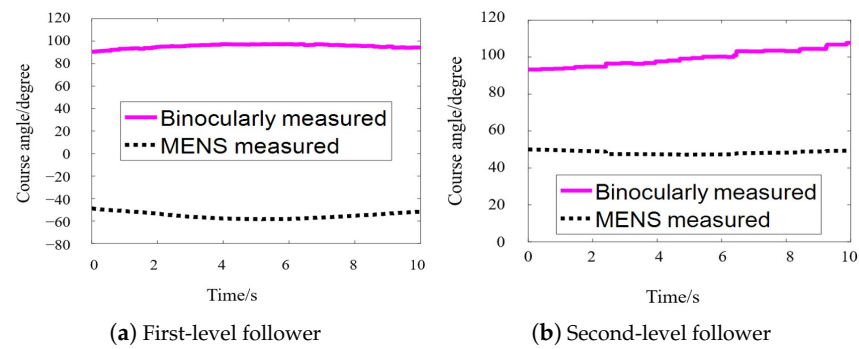 120
100
80
60
40
20
0
−20
−40
−60
−80
Course angle/degree
Binocularly measured
MENS measured
0 2 4 6 8 10
Time/s
(a) First-level follower
120
100
80
60
40
20
0
Course angle/degree
Binocularly measured
MENS measured
0 2 4 6 8 10
Time/s
(b) Second-level follower